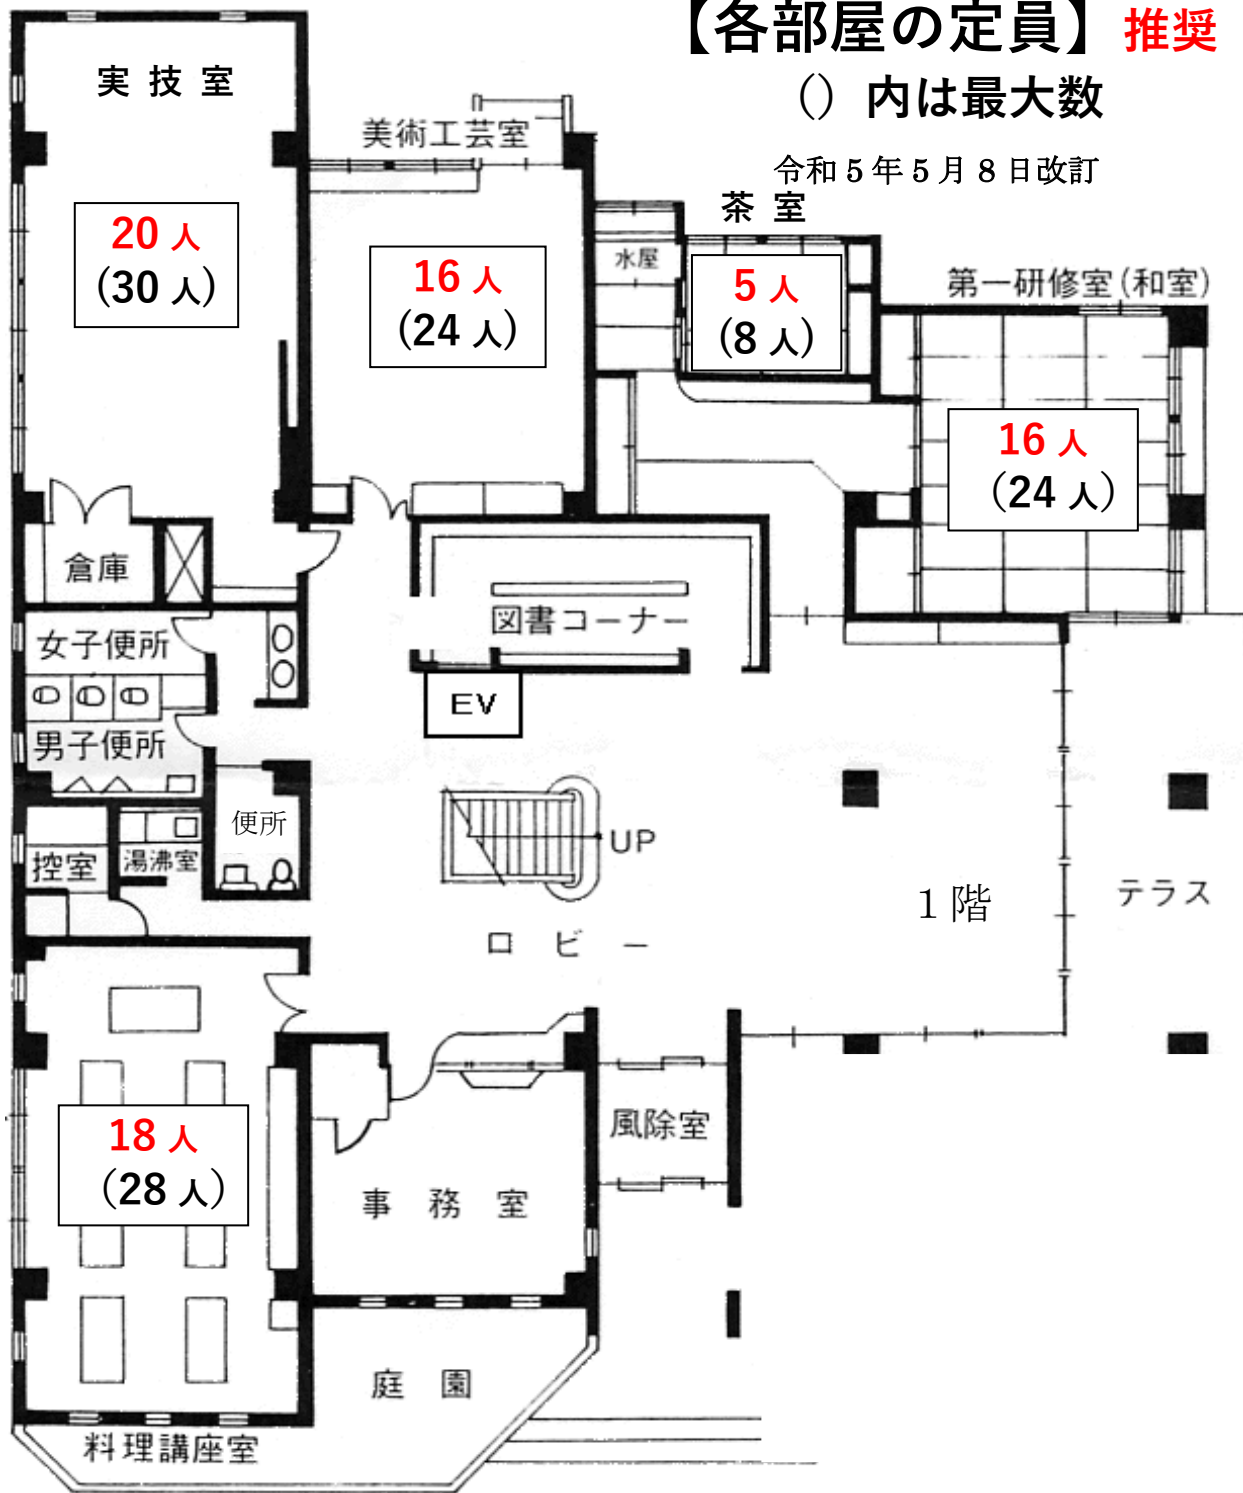 【各部屋の定員】推奨
（）内は最大数
令和５年５月８日改訂
実技室
20人
(30人)
美術工芸室
16人
(24人)
茶室
水屋
5人
(8人)
第一研修室(和室)
16人
(24人)
倉庫
図書コーナー
女子便所
EV
男子便所
便所
控室
湯沸室
UP
１階
テラス
ロビー
18人
(28人)
風除室
事務室
庭園
料理講座室